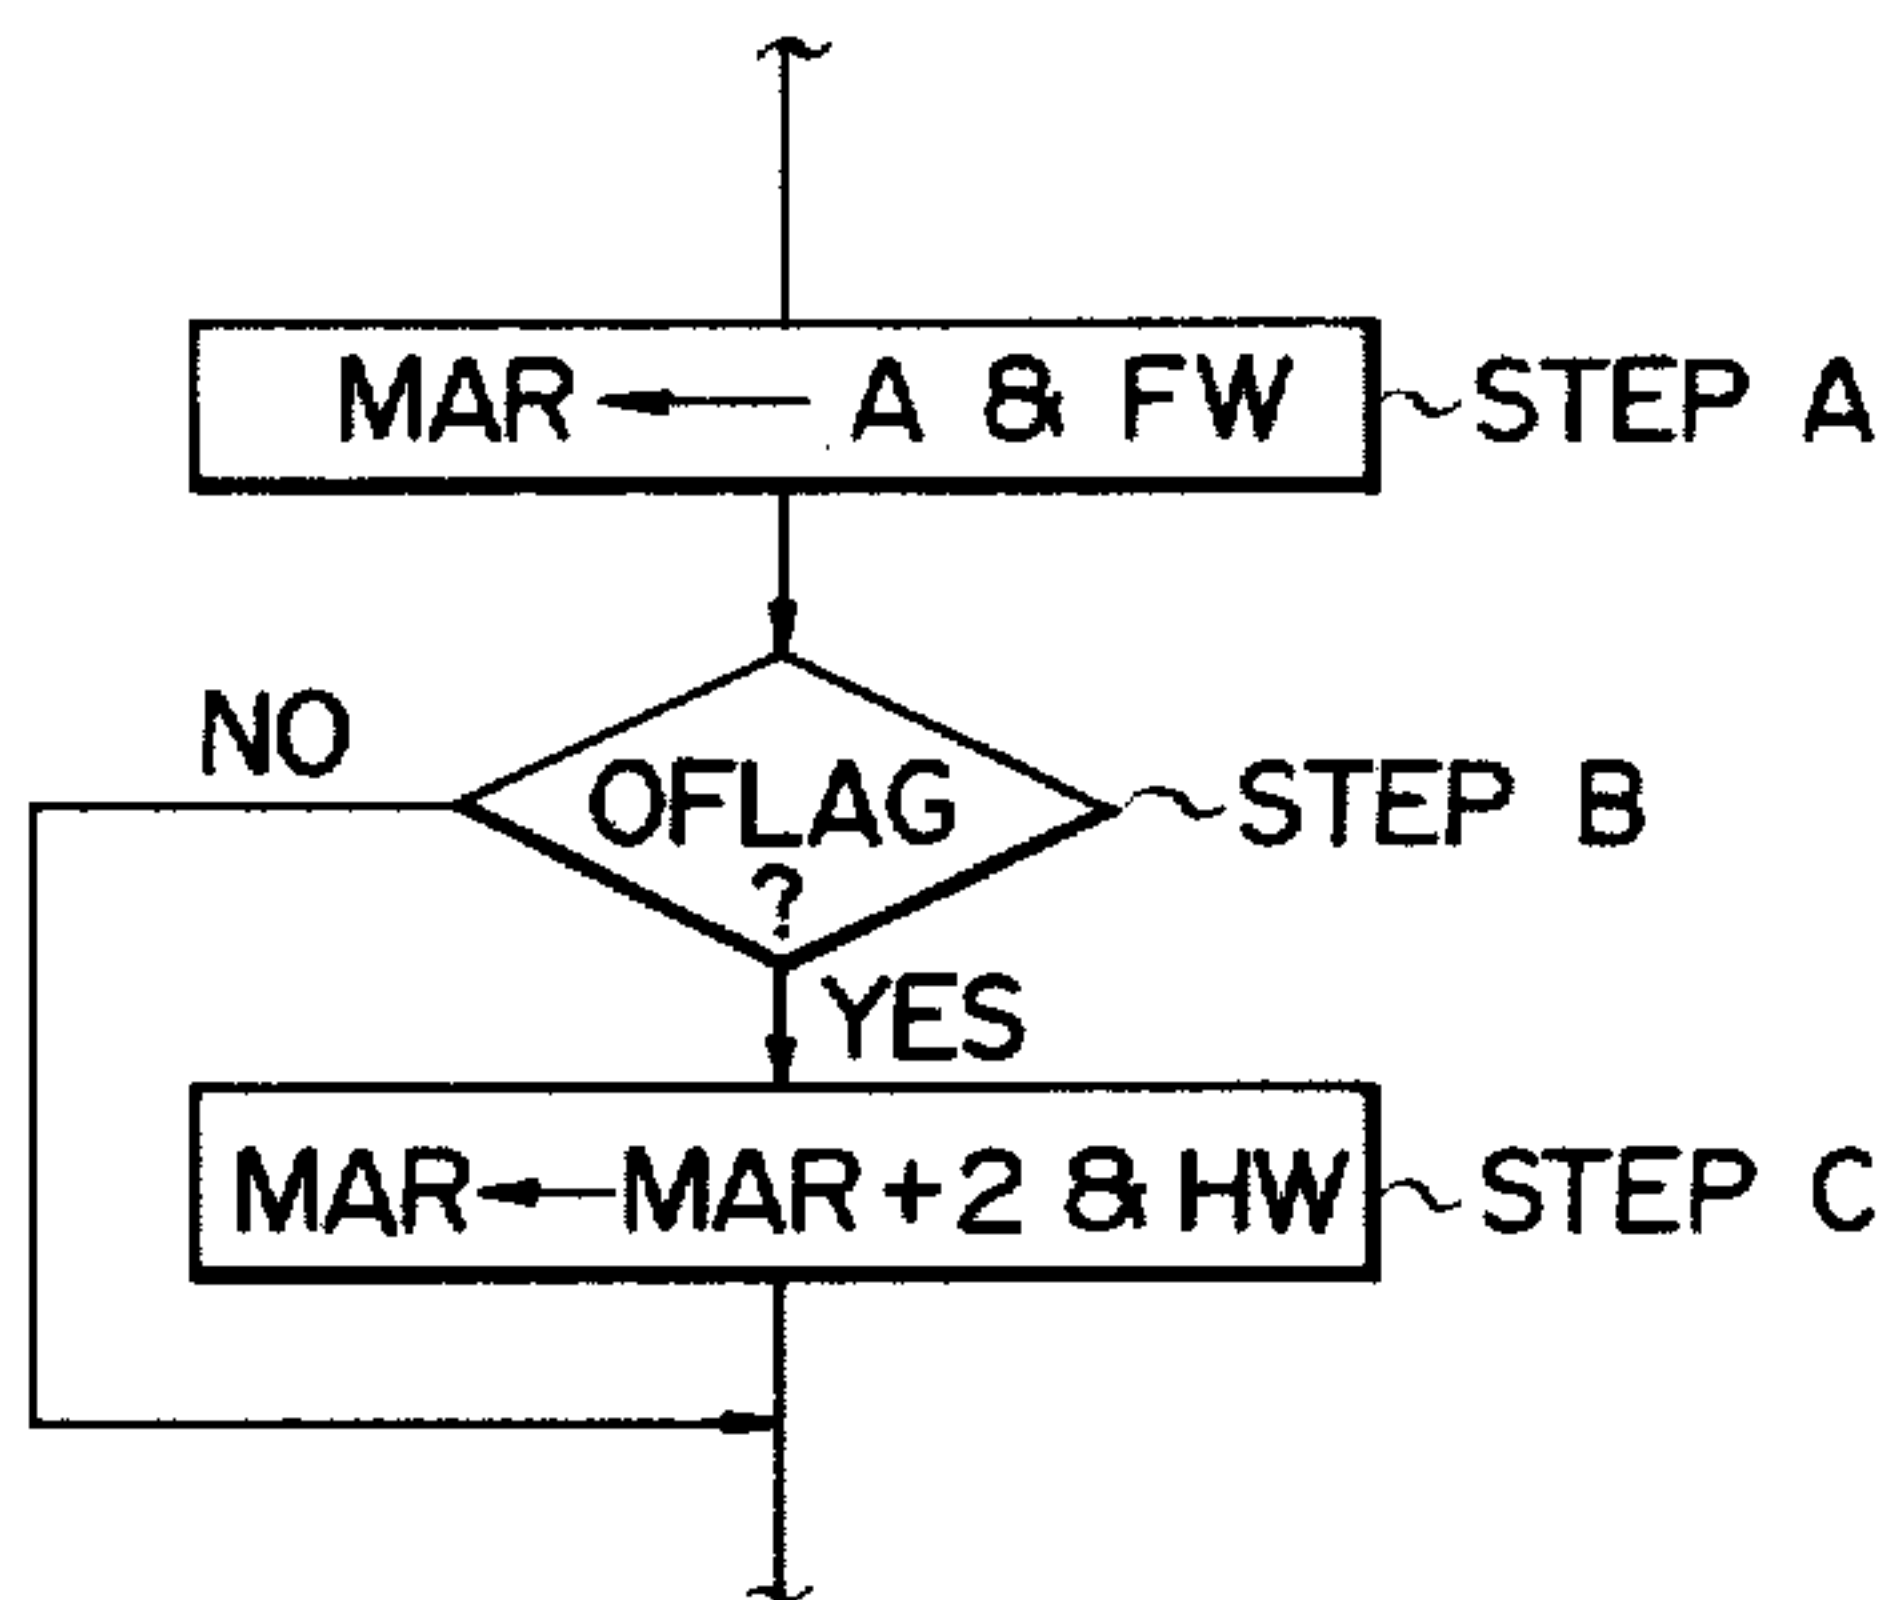 MAR ← A & FW STEP A
NO
OFLAG STEP B
?
YES
MAR ← MAR + 2 & HW STEP C